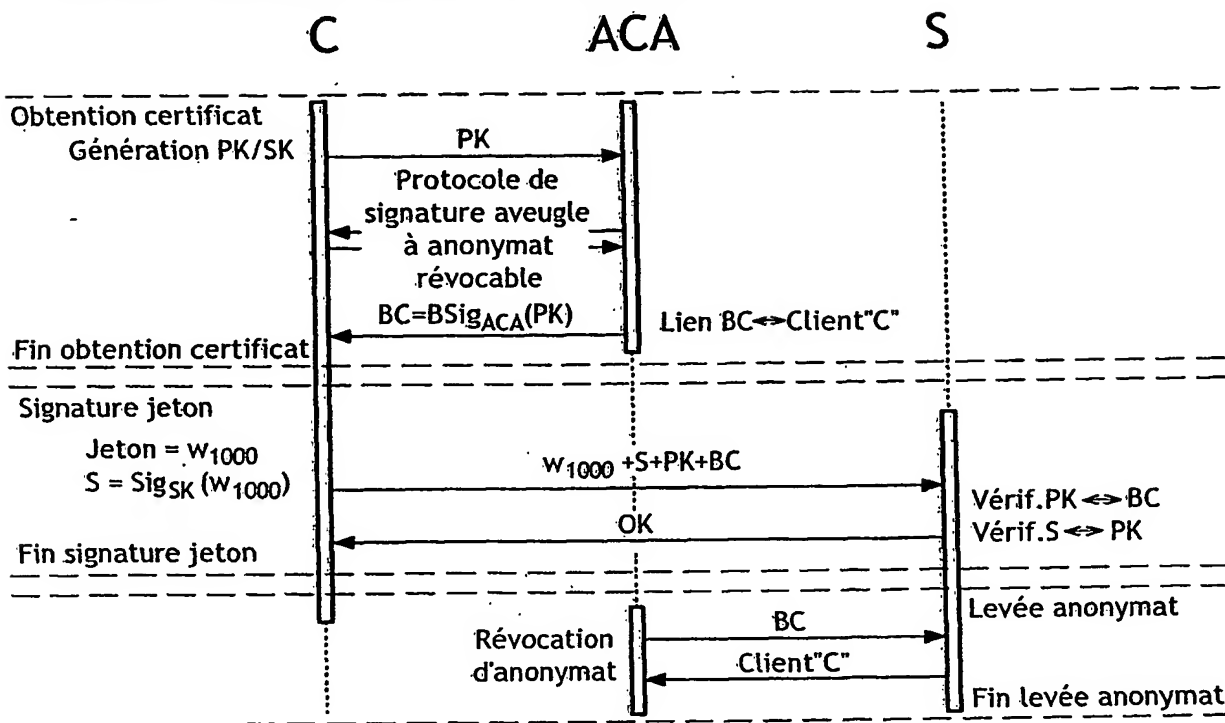 C ACA S
Obtention certificat
Génération PK/SK
PK
Protocole de
signature aveugle
à anonymat
révocable
BC=BSigACA(PK)
Lien BC↔Client"C"
Fin obtention certificat
Signature jeton
Jeton = w1000
S = SigSK (w1000)
w1000 +S+PK+BC
Vérif.PK↔BC
OK
Vérif.S↔PK
Fin signature jeton
Levée anonymat
BC
Révocation
d'anonymat
Client"C"
Fin levée anonymat